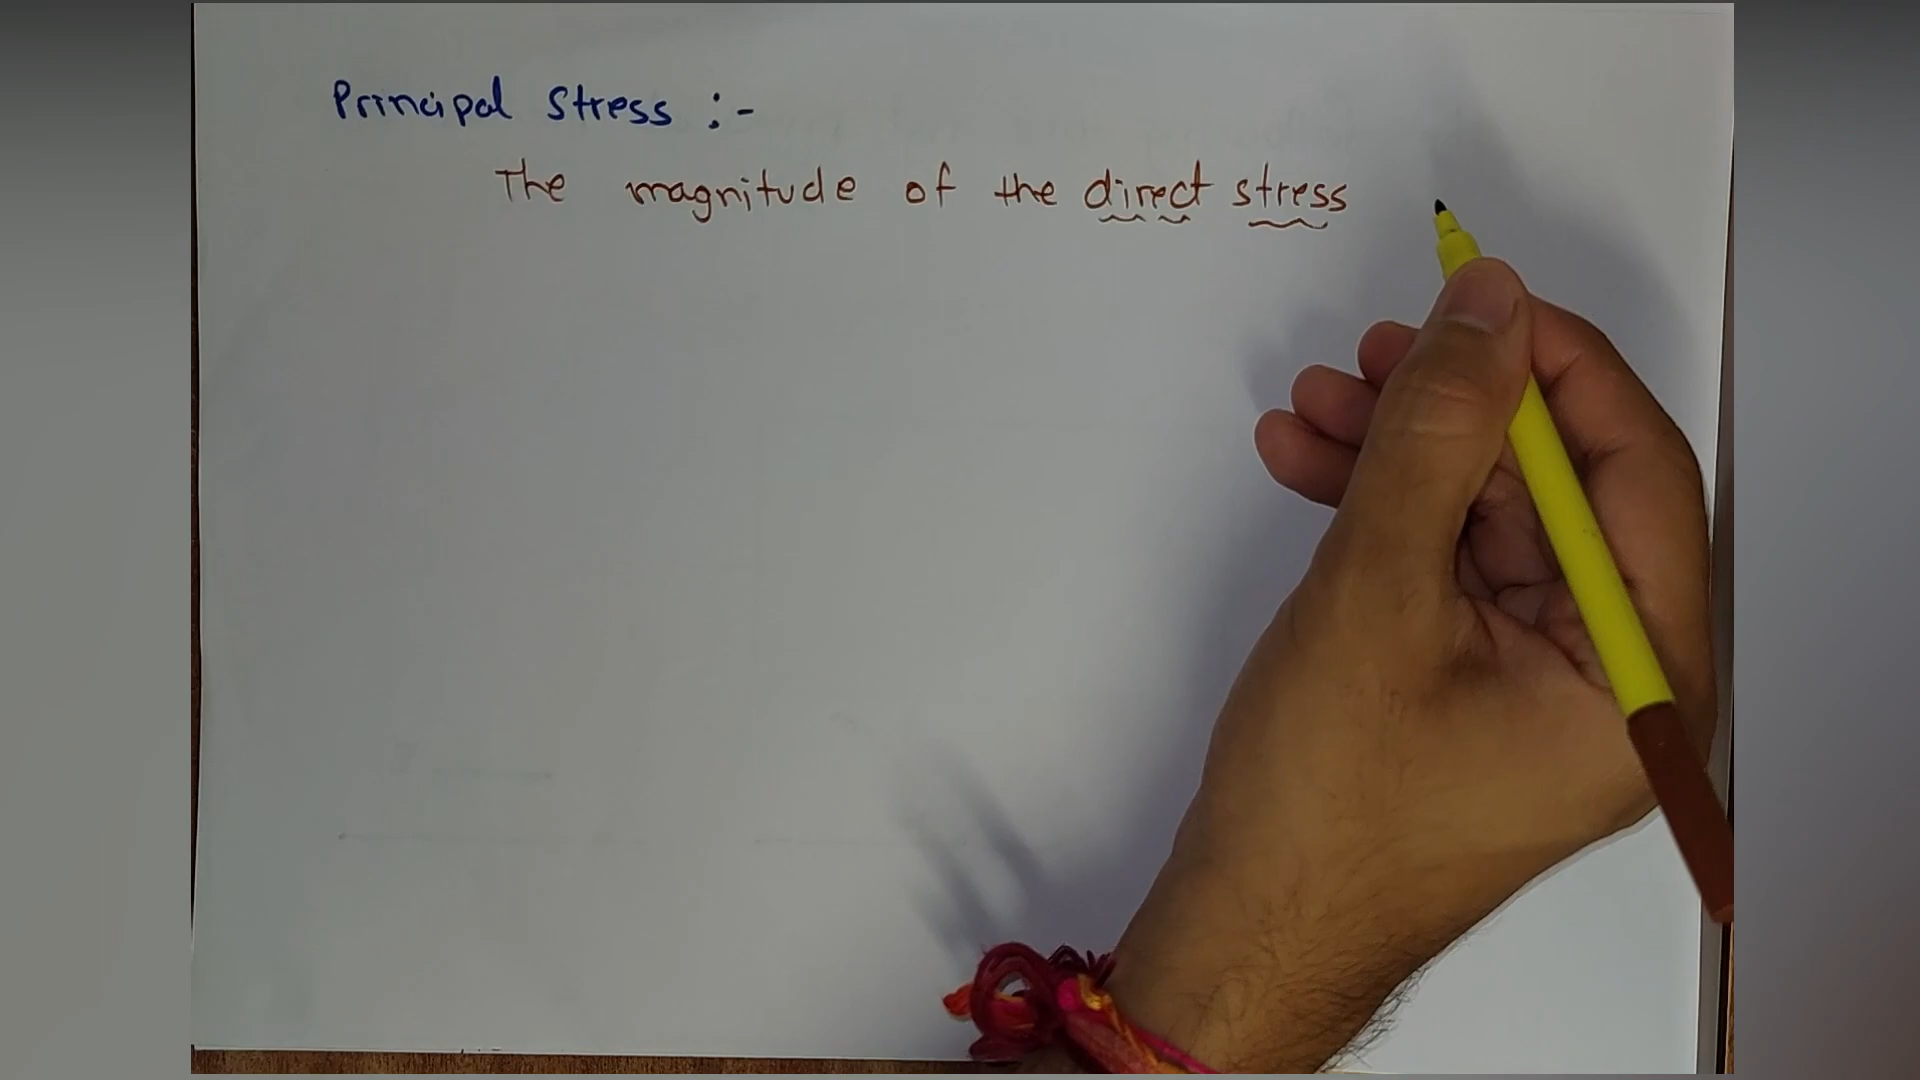 Principal Stress :-
The magnitude of the direct stress